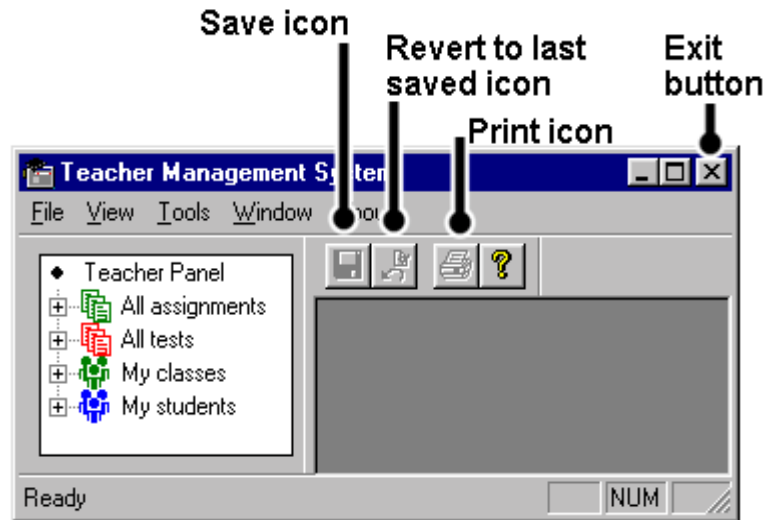 Save icon
Revert to last
saved icon
Exit
button
Print icon
Teacher Management
File View Tools Window
Teacher Panel
All assignments
All tests
My classes
My students
Ready
NUM